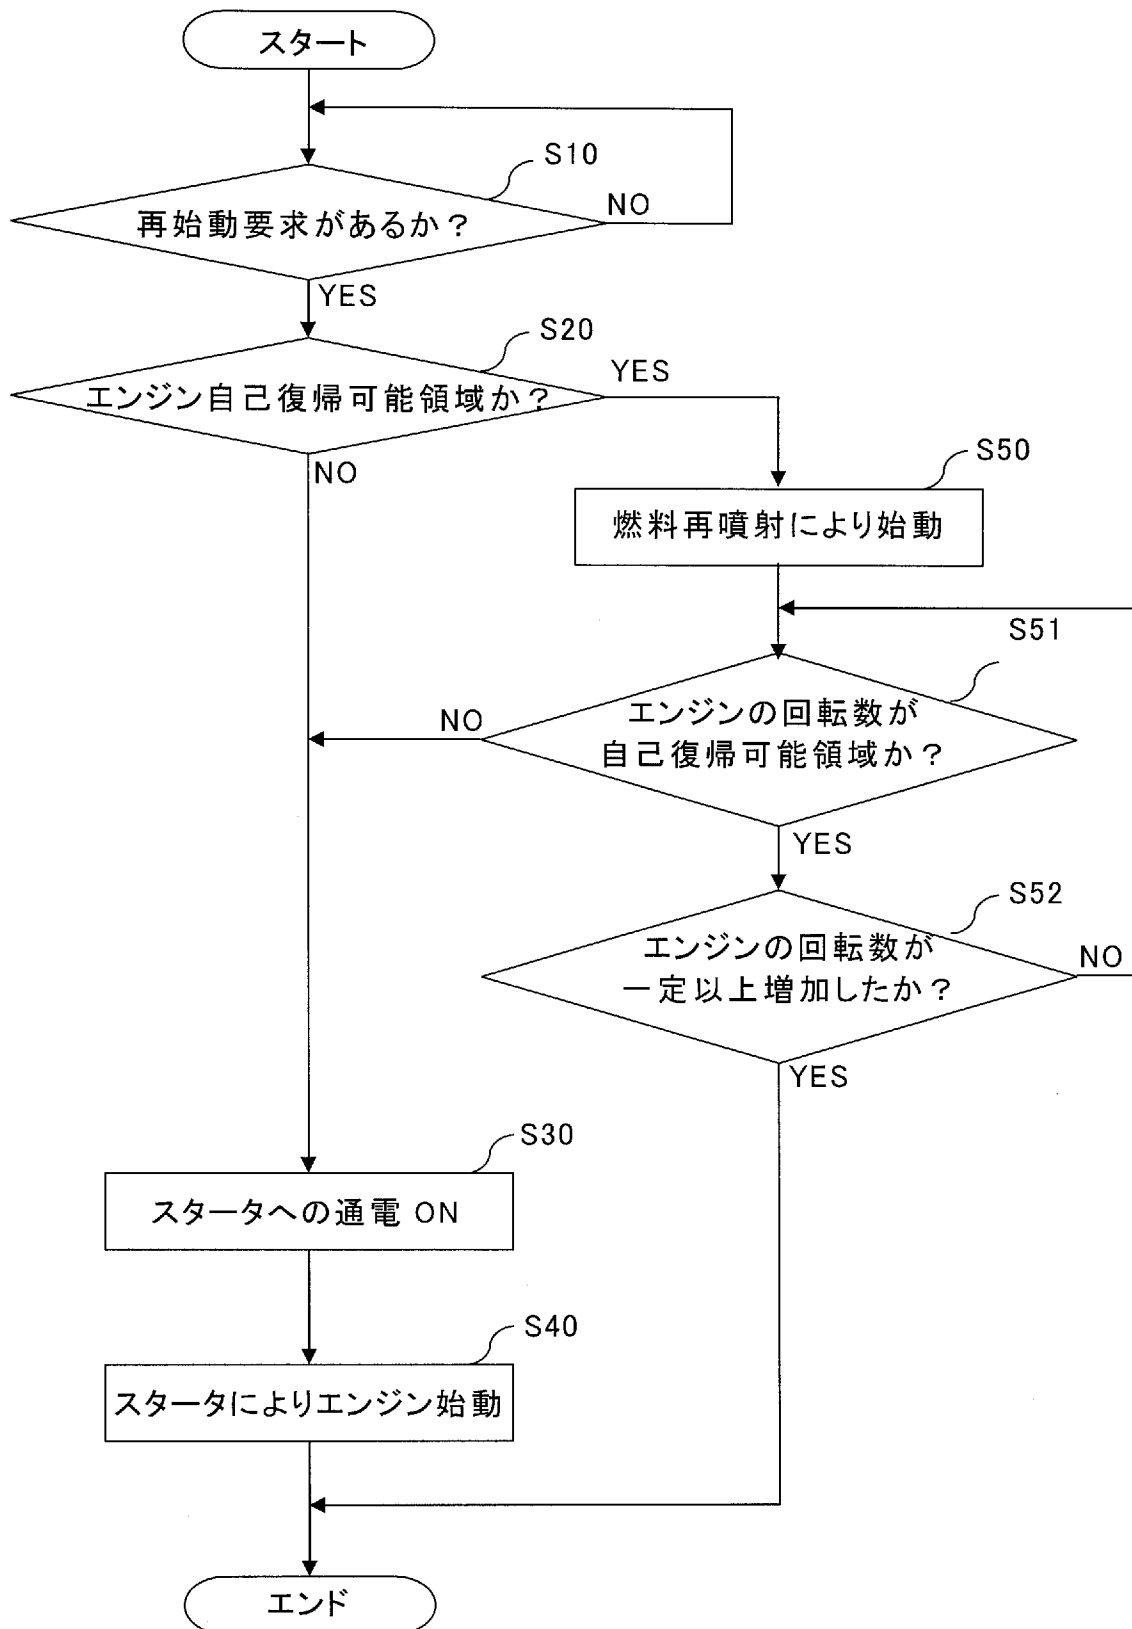 スタート
S10
再始動要求があるか？
NO
YES
S20
エンジン自己復帰可能領域か？
YES
NO
S50
燃料再噴射により始動
S51
エンジンの回転数が
自己復帰可能領域か？
NO
YES
S52
エンジンの回転数が
一定以上増加したか？
NO
YES
S30
スタータへの通電 ON
S40
スタータによりエンジン始動
エンド